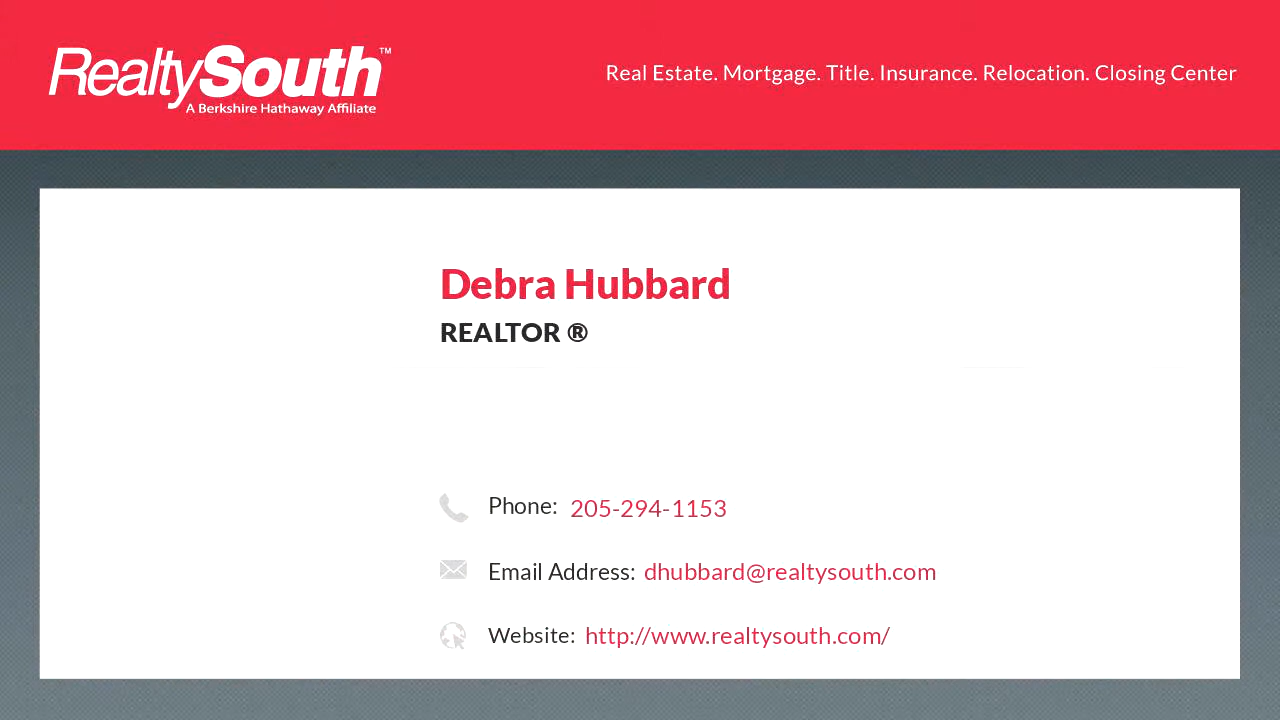 RealtySouth™
A Berkshire Hathaway Affiliate
Real Estate. Mortgage. Title. Insurance. Relocation. Closing Center
Debra Hubbard
REALTOR ®
Phone: 205-294-1153
Email Address: dhubbard@realtysouth.com
Website: http://www.realtysouth.com/